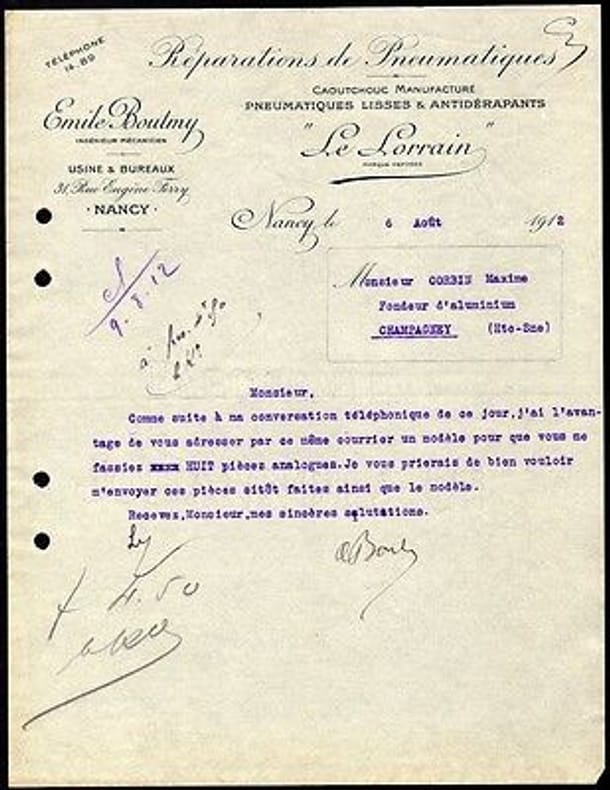 TÉLÉPHONE
14.89
Réparations de Pneumatiques
CAOUTCHOUC MANUFACTURÉ
PNEUMATIQUES LISSES & ANTIDÉRAPANTS
"Le Lorrain"
MARQUE DÉPOSÉE
Emile Boulmy
INGÉNIEUR MÉCANICIEN
USINE & BUREAUX
31, Rue Eugène Ferry
· NANCY ·
Nancy, le 6 Août 1912
Monsieur CORBIN Maxime
Fondeur d'aluminium
CHAMPAGNEY (Hte-Sne)
9.8.12
à
Monsieur,
Comme suite à ma conversation téléphonique de ce jour,j'ai l'avan-
tage de vous adresser par ce même courrier un modèle pour que vous me
fassiez xxxx HUIT pièces analogues.Je vous prierais de bien vouloir
m'envoyer ces pièces sitôt faites ainsi que le modèle.
Recevez,Monsieur,mes sincères salutations.
4.50